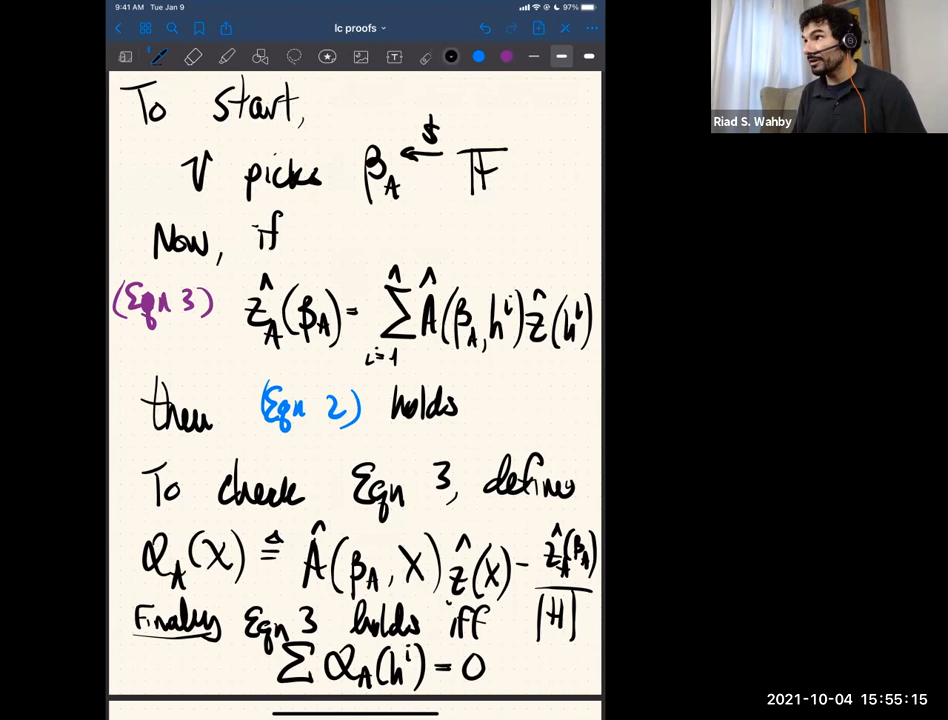 9:41 AM Tue Jan 9
97%
lc proofs
To start,
V picks β_A ←$ 𝔽
Now, if
(Eqn 3) ẑ_A(β_A) = Σ_{i=1}^{n} Â(β_A, h^i) ẑ(h^i)
then (Eqn 2) holds
To check Eqn 3, define
Q_A(X) ≜ Â(β_A, X) ẑ(X) - ẑ_A(β_A) / |H|
Finally Eqn 3 holds iff
Σ Q_A(h^i) = 0
Riad S. Wahby
2021-10-04 15:55:15